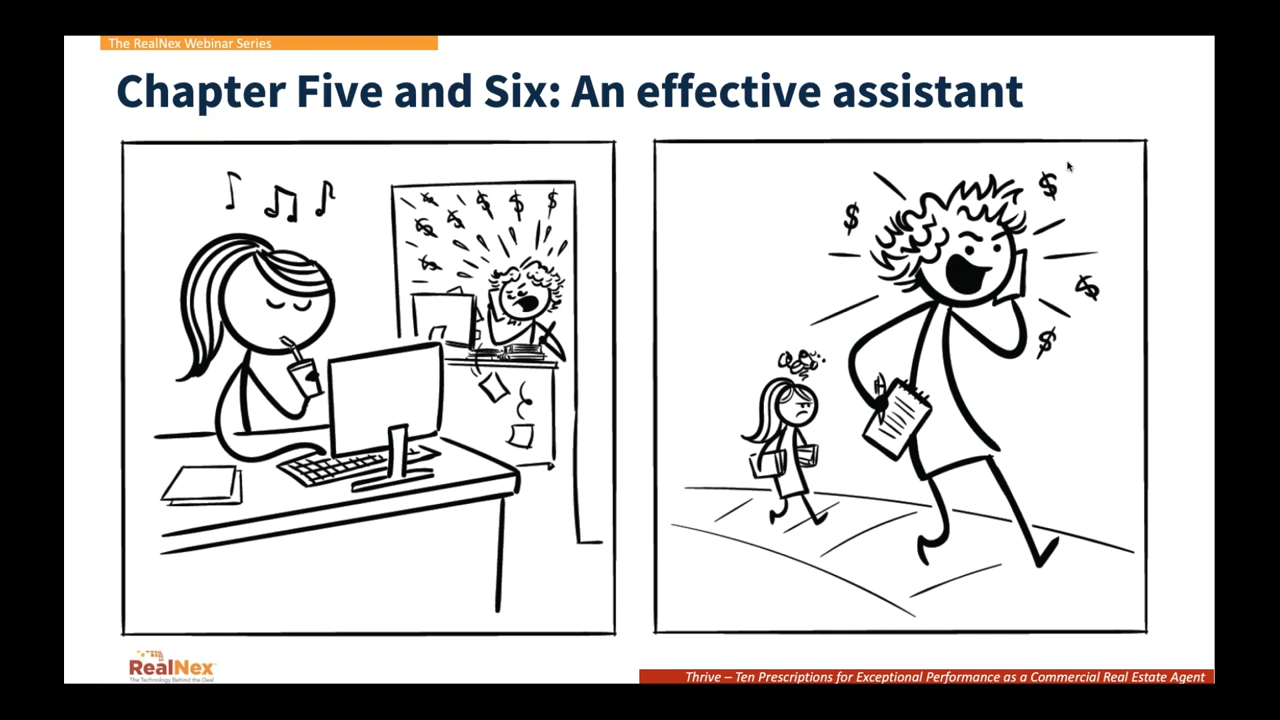 The RealNex Webinar Series
Chapter Five and Six: An effective assistant
$ $ $ $ $ $ $
$ $ $ $ $
RealNex
The Technology Behind the Deal
Thrive – Ten Prescriptions for Exceptional Performance as a Commercial Real Estate Agent